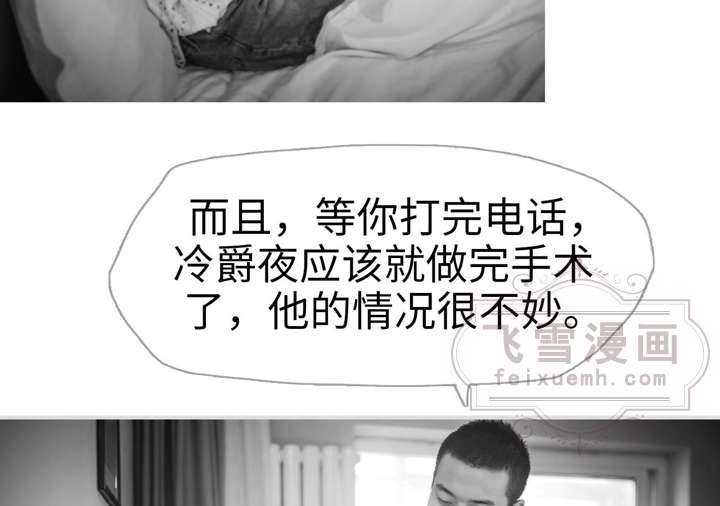 而且，等你打完电话，
冷爵夜应该就做完手术
了，他的情况很不妙。
飞雪漫画
feixuemh.com